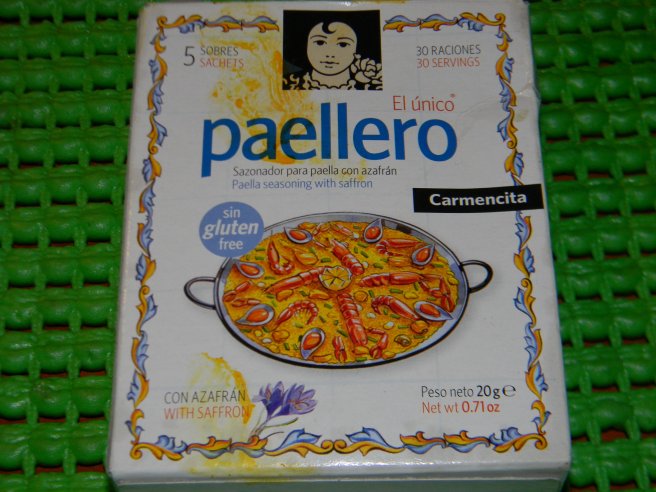 5 SOBRES
SACHETS
30 RACIONES
30 SERVINGS
El único®
paellero
Sazonador para paella con azafrán
Paella seasoning with saffron
Carmencita
sin
gluten
free
CON AZAFRÁN
WITH SAFFRON
Peso neto 20g ℮
Net wt 0.71oz